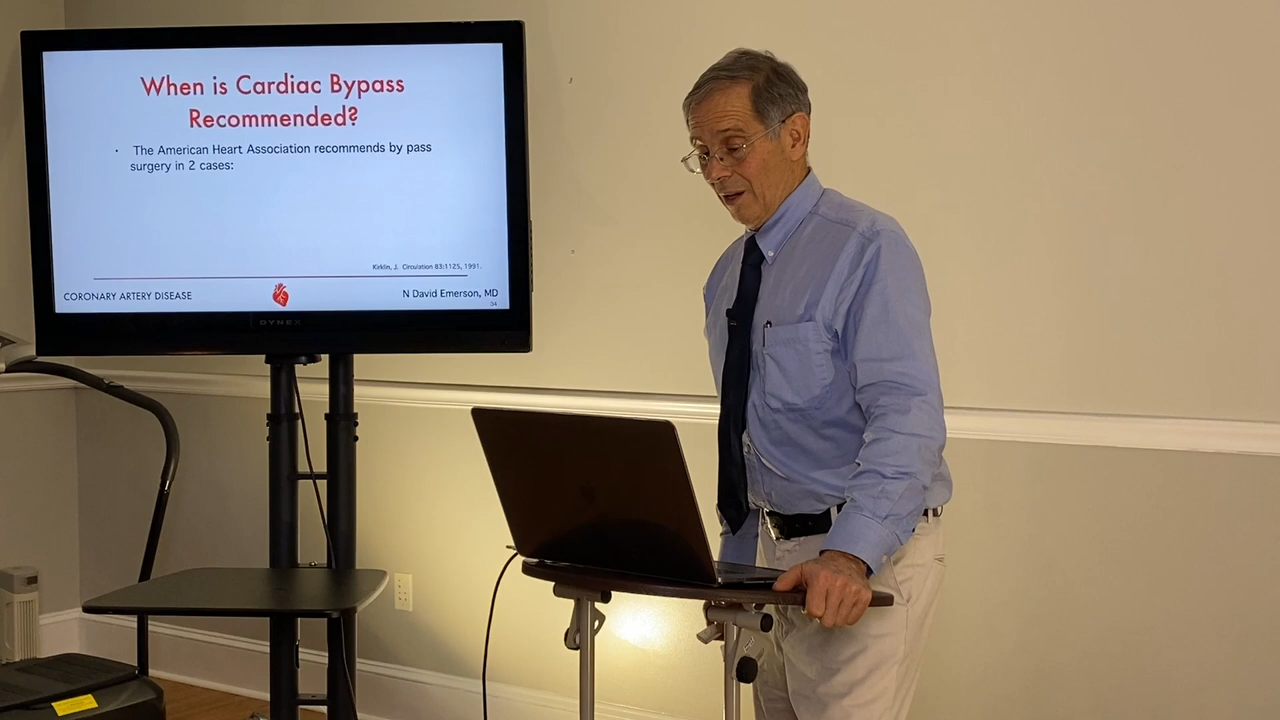 When is Cardiac Bypass
Recommended?
· The American Heart Association recommends by pass
surgery in 2 cases:
Kirklin, J. Circulation 83:1125, 1991.
CORONARY ARTERY DISEASE
N David Emerson, MD
34
DYNEX